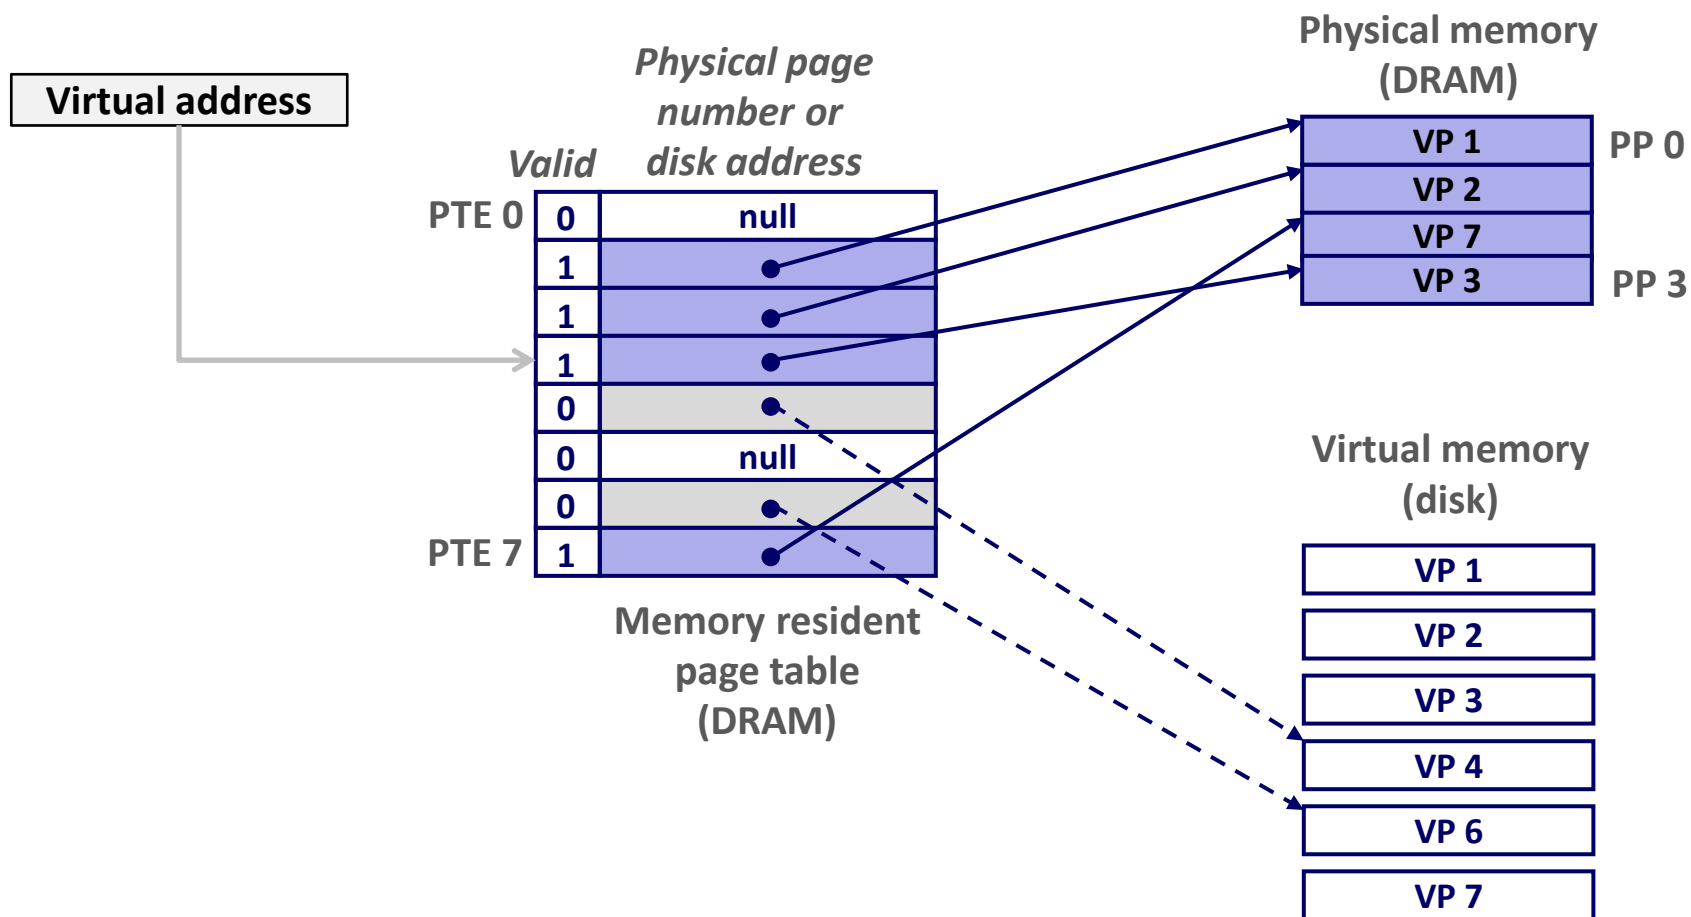 Virtual address
Physical page
number or
disk address
Valid
PTE 0
0 null
1
1
1
0
0 null
0
PTE 7 1
Memory resident
page table
(DRAM)
Physical memory
(DRAM)
VP 1 PP 0
VP 2
VP 7
VP 3 PP 3
Virtual memory
(disk)
VP 1
VP 2
VP 3
VP 4
VP 6
VP 7